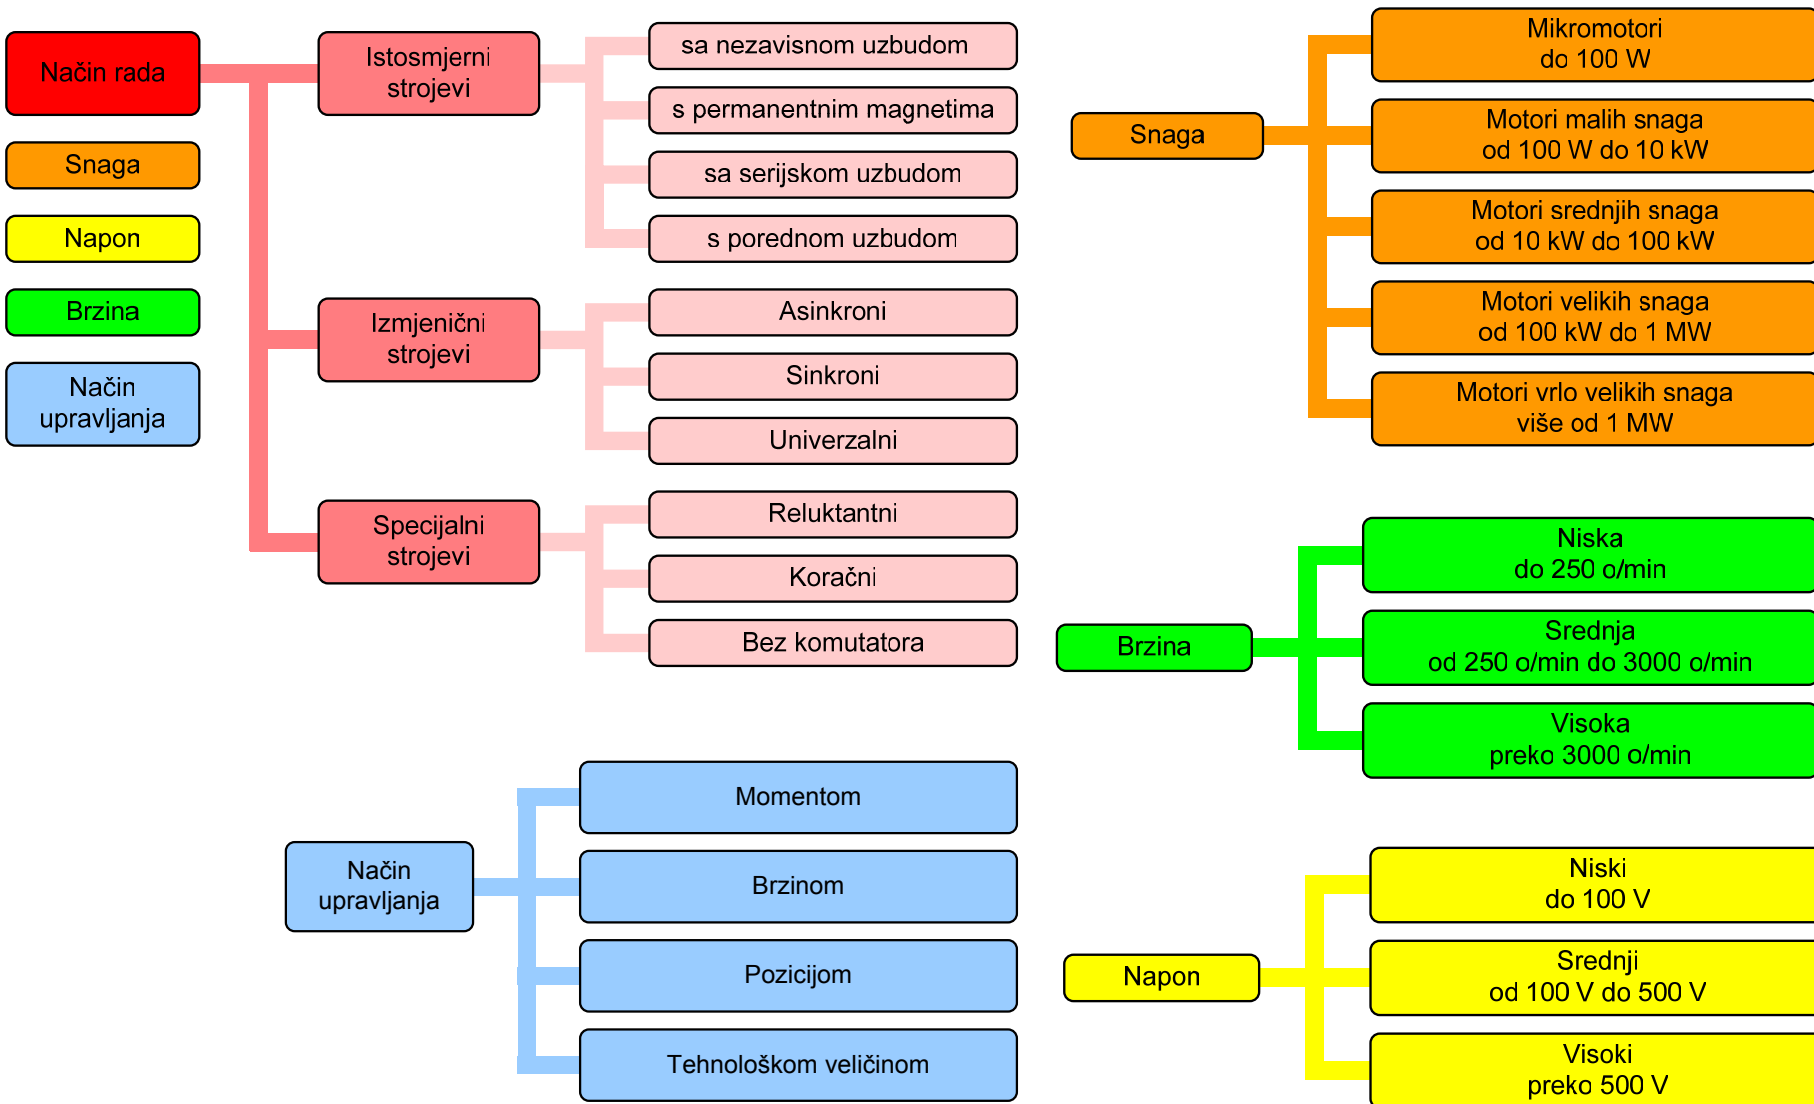 Način rada
Snaga
Napon
Brzina
Način
upravljanja
Istosmjerni
strojevi
sa nezavisnom uzbudom
s permanentnim magnetima
sa serijskom uzbudom
s porednom uzbudom
Izmjenični
strojevi
Asinkroni
Sinkroni
Univerzalni
Specijalni
strojevi
Reluktantni
Koračni
Bez komutatora
Način
upravljanja
Momentom
Brzinom
Pozicijom
Tehnološkom veličinom
Snaga
Mikromotori
do 100 W
Motori malih snaga
od 100 W do 10 kW
Motori srednjih snaga
od 10 kW do 100 kW
Motori velikih snaga
od 100 kW do 1 MW
Motori vrlo velikih snaga
više od 1 MW
Brzina
Niska
do 250 o/min
Srednja
od 250 o/min do 3000 o/min
Visoka
preko 3000 o/min
Napon
Niski
do 100 V
Srednji
od 100 V do 500 V
Visoki
preko 500 V